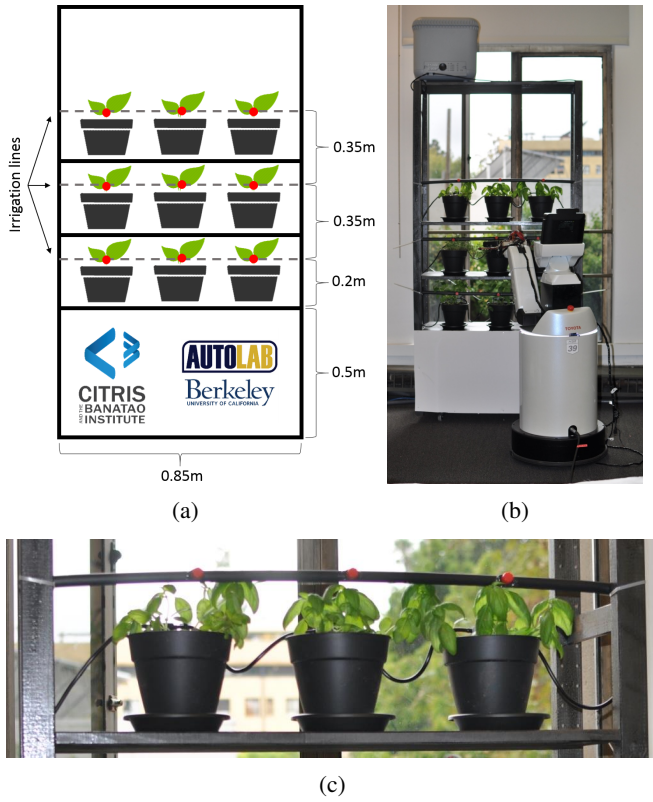 Irrigation lines
0.35m
0.35m
0.2m
0.5m
CITRIS
AND THE BANATAO
INSTITUTE
AUTOLAB
Berkeley
UNIVERSITY OF CALIFORNIA
0.85m
(a)
TOYOTA
39
(b)
(c)